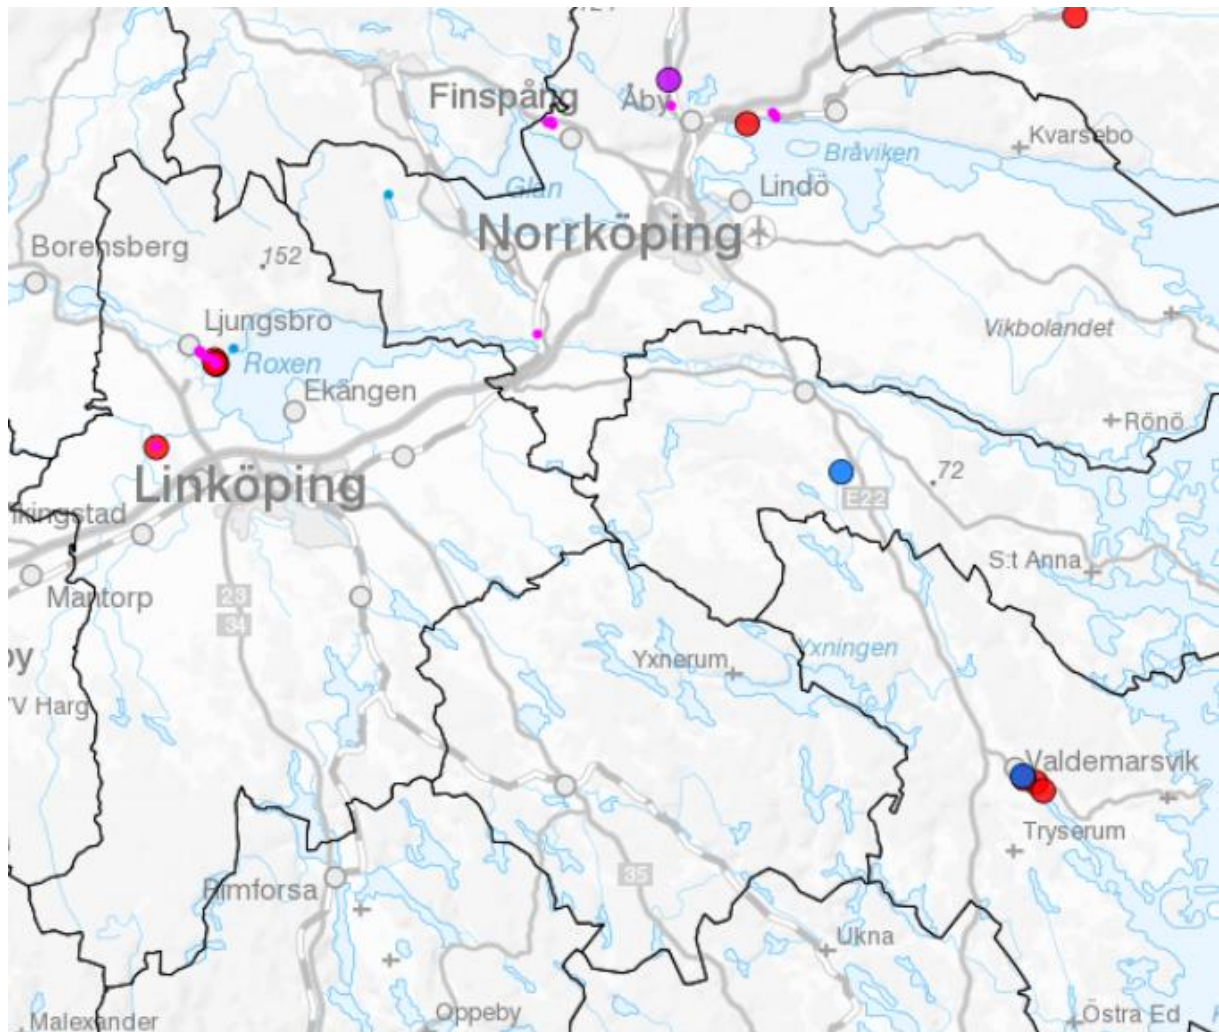 Finspång
Åby
Kvarsebo
Bråviken
Glan
Lindö
Norrköping
Borensberg
152
Ljungsbro
Vikbolandet
Roxen
Ekången
Rönö
Linköping
72
E22
S:t Anna
Mantorp
23
34
Yxnerum
Yxningen
V Harg
Valdemarsvik
Tryserum
35
Rimforsa
Ukna
Oppeby
Malexander
Östra Ed